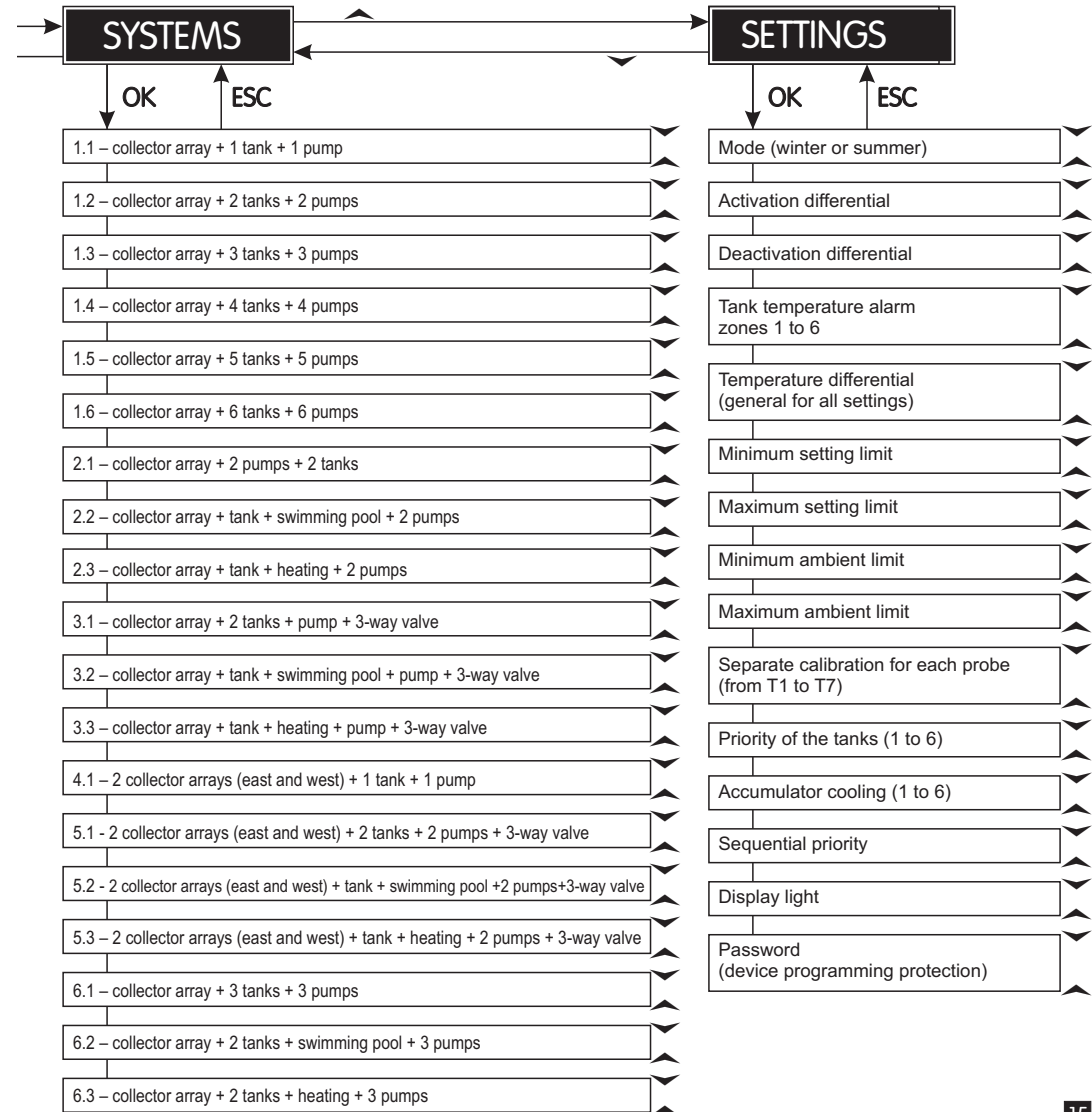 SYSTEMS
OK
ESC
1.1 – collector array + 1 tank + 1 pump
1.2 – collector array + 2 tanks + 2 pumps
1.3 – collector array + 3 tanks + 3 pumps
1.4 – collector array + 4 tanks + 4 pumps
1.5 – collector array + 5 tanks + 5 pumps
1.6 – collector array + 6 tanks + 6 pumps
2.1 – collector array + 2 pumps + 2 tanks
2.2 – collector array + tank + swimming pool + 2 pumps
2.3 – collector array + tank + heating + 2 pumps
3.1 – collector array + 2 tanks + pump + 3-way valve
3.2 – collector array + tank + swimming pool + pump + 3-way valve
3.3 – collector array + tank + heating + pump + 3-way valve
4.1 – 2 collector arrays (east and west) + 1 tank + 1 pump
5.1 - 2 collector arrays (east and west) + 2 tanks + 2 pumps + 3-way valve
5.2 - 2 collector arrays (east and west) + tank + swimming pool +2 pumps+3-way valve
5.3 – 2 collector arrays (east and west) + tank + heating + 2 pumps + 3-way valve
6.1 – collector array + 3 tanks + 3 pumps
6.2 – collector array + 2 tanks + swimming pool + 3 pumps
6.3 – collector array + 2 tanks + heating + 3 pumps
SETTINGS
OK
ESC
Mode (winter or summer)
Activation differential
Deactivation differential
Tank temperature alarm
zones 1 to 6
Temperature differential
(general for all settings)
Minimum setting limit
Maximum setting limit
Minimum ambient limit
Maximum ambient limit
Separate calibration for each probe
(from T1 to T7)
Priority of the tanks (1 to 6)
Accumulator cooling (1 to 6)
Sequential priority
Display light
Password
(device programming protection)